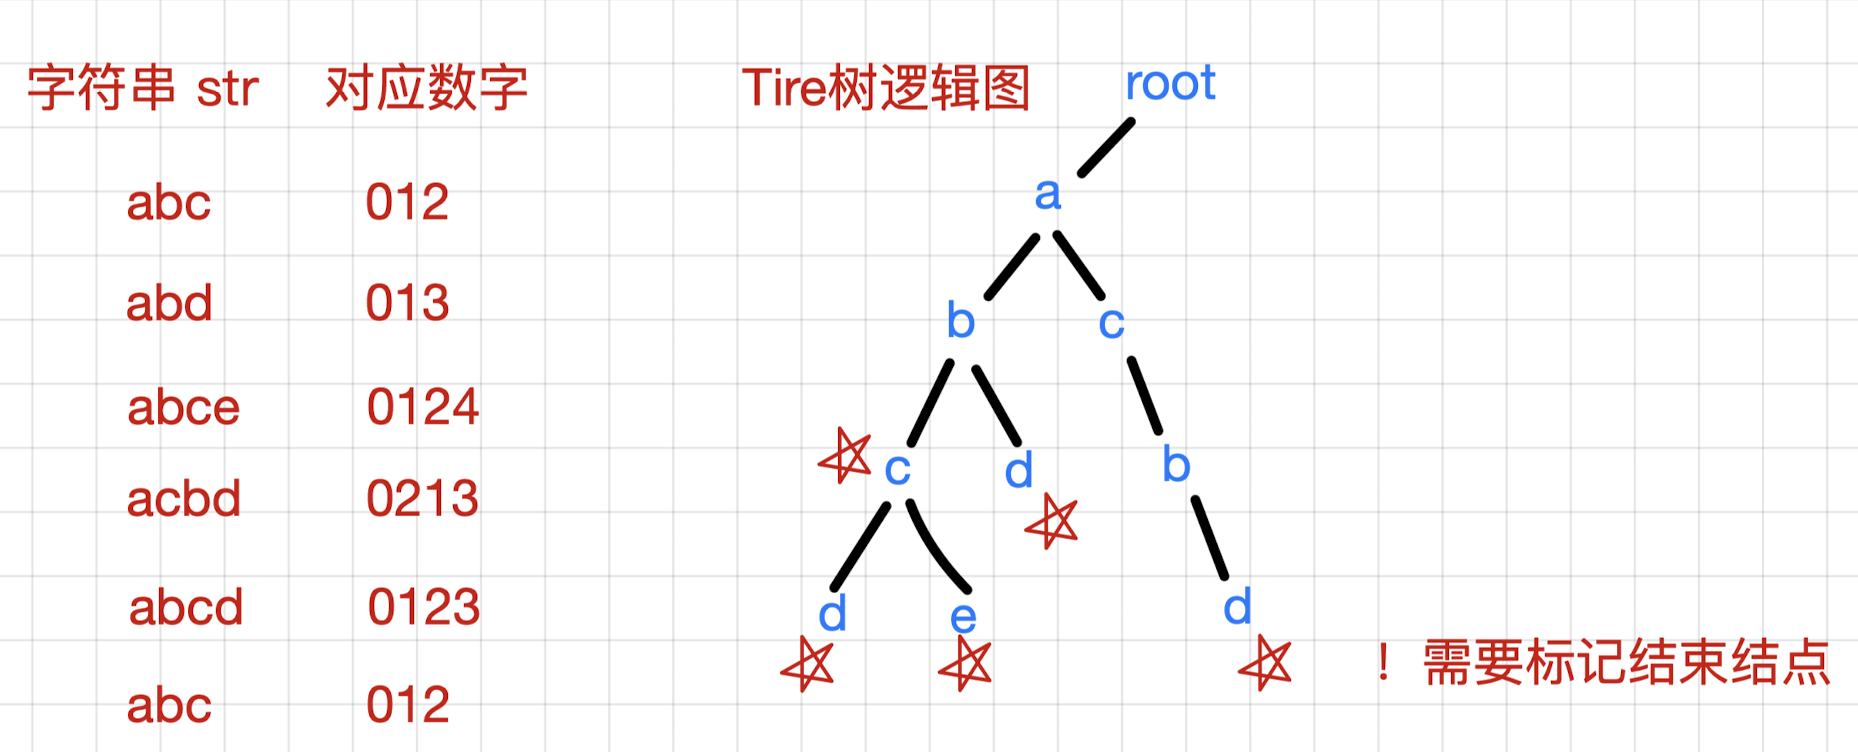 字符串 str 对应数字 Tire树逻辑图 root
a
abc 012
abd 013 b c
abce 0124
c d b
acbd 0213
abcd 0123 d e d
！需要标记结束结点
abc 012